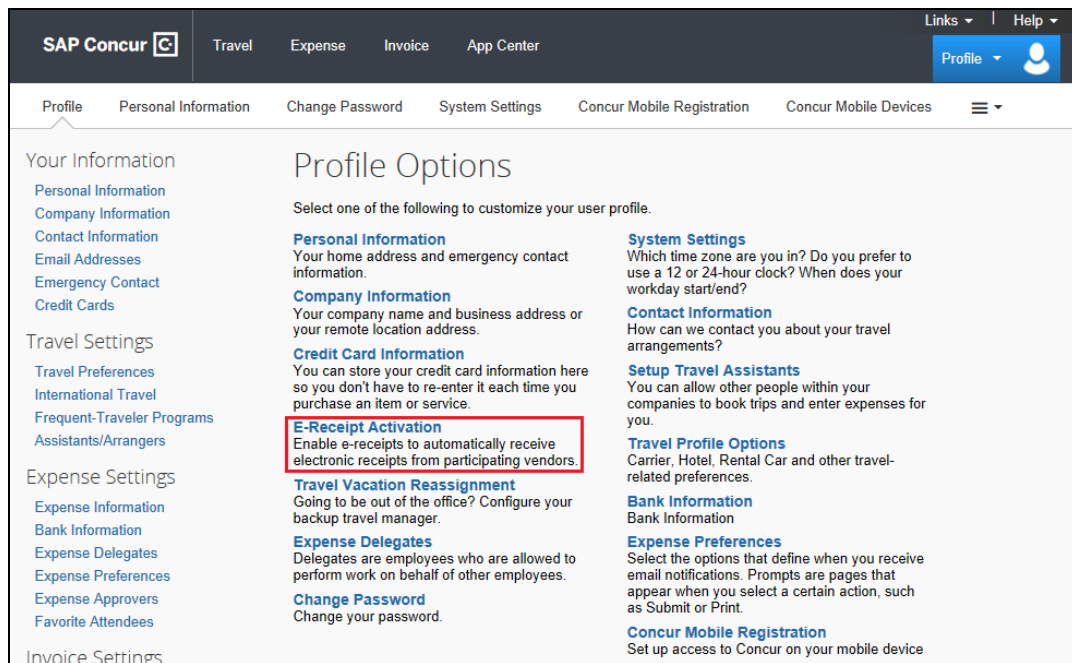 Links Help
SAP Concur C Travel Expense Invoice App Center
Profile
Profile Personal Information Change Password System Settings Concur Mobile Registration Concur Mobile Devices
Your Information
Personal Information
Company Information
Contact Information
Email Addresses
Emergency Contact
Credit Cards
Travel Settings
Travel Preferences
International Travel
Frequent-Traveler Programs
Assistants/Arrangers
Expense Settings
Expense Information
Bank Information
Expense Delegates
Expense Preferences
Expense Approvers
Favorite Attendees
Invoice Settings
Profile Options
Select one of the following to customize your user profile.
Personal Information
Your home address and emergency contact
information.
Company Information
Your company name and business address or
your remote location address.
Credit Card Information
You can store your credit card information here
so you don't have to re-enter it each time you
purchase an item or service.
E-Receipt Activation
Enable e-receipts to automatically receive
electronic receipts from participating vendors.
Travel Vacation Reassignment
Going to be out of the office? Configure your
backup travel manager.
Expense Delegates
Delegates are employees who are allowed to
perform work on behalf of other employees.
Change Password
Change your password.
System Settings
Which time zone are you in? Do you prefer to
use a 12 or 24-hour clock? When does your
workday start/end?
Contact Information
How can we contact you about your travel
arrangements?
Setup Travel Assistants
You can allow other people within your
companies to book trips and enter expenses for
you.
Travel Profile Options
Carrier, Hotel, Rental Car and other travel-
related preferences.
Bank Information
Bank Information
Expense Preferences
Select the options that define when you receive
email notifications. Prompts are pages that
appear when you select a certain action, such
as Submit or Print.
Concur Mobile Registration
Set up access to Concur on your mobile device